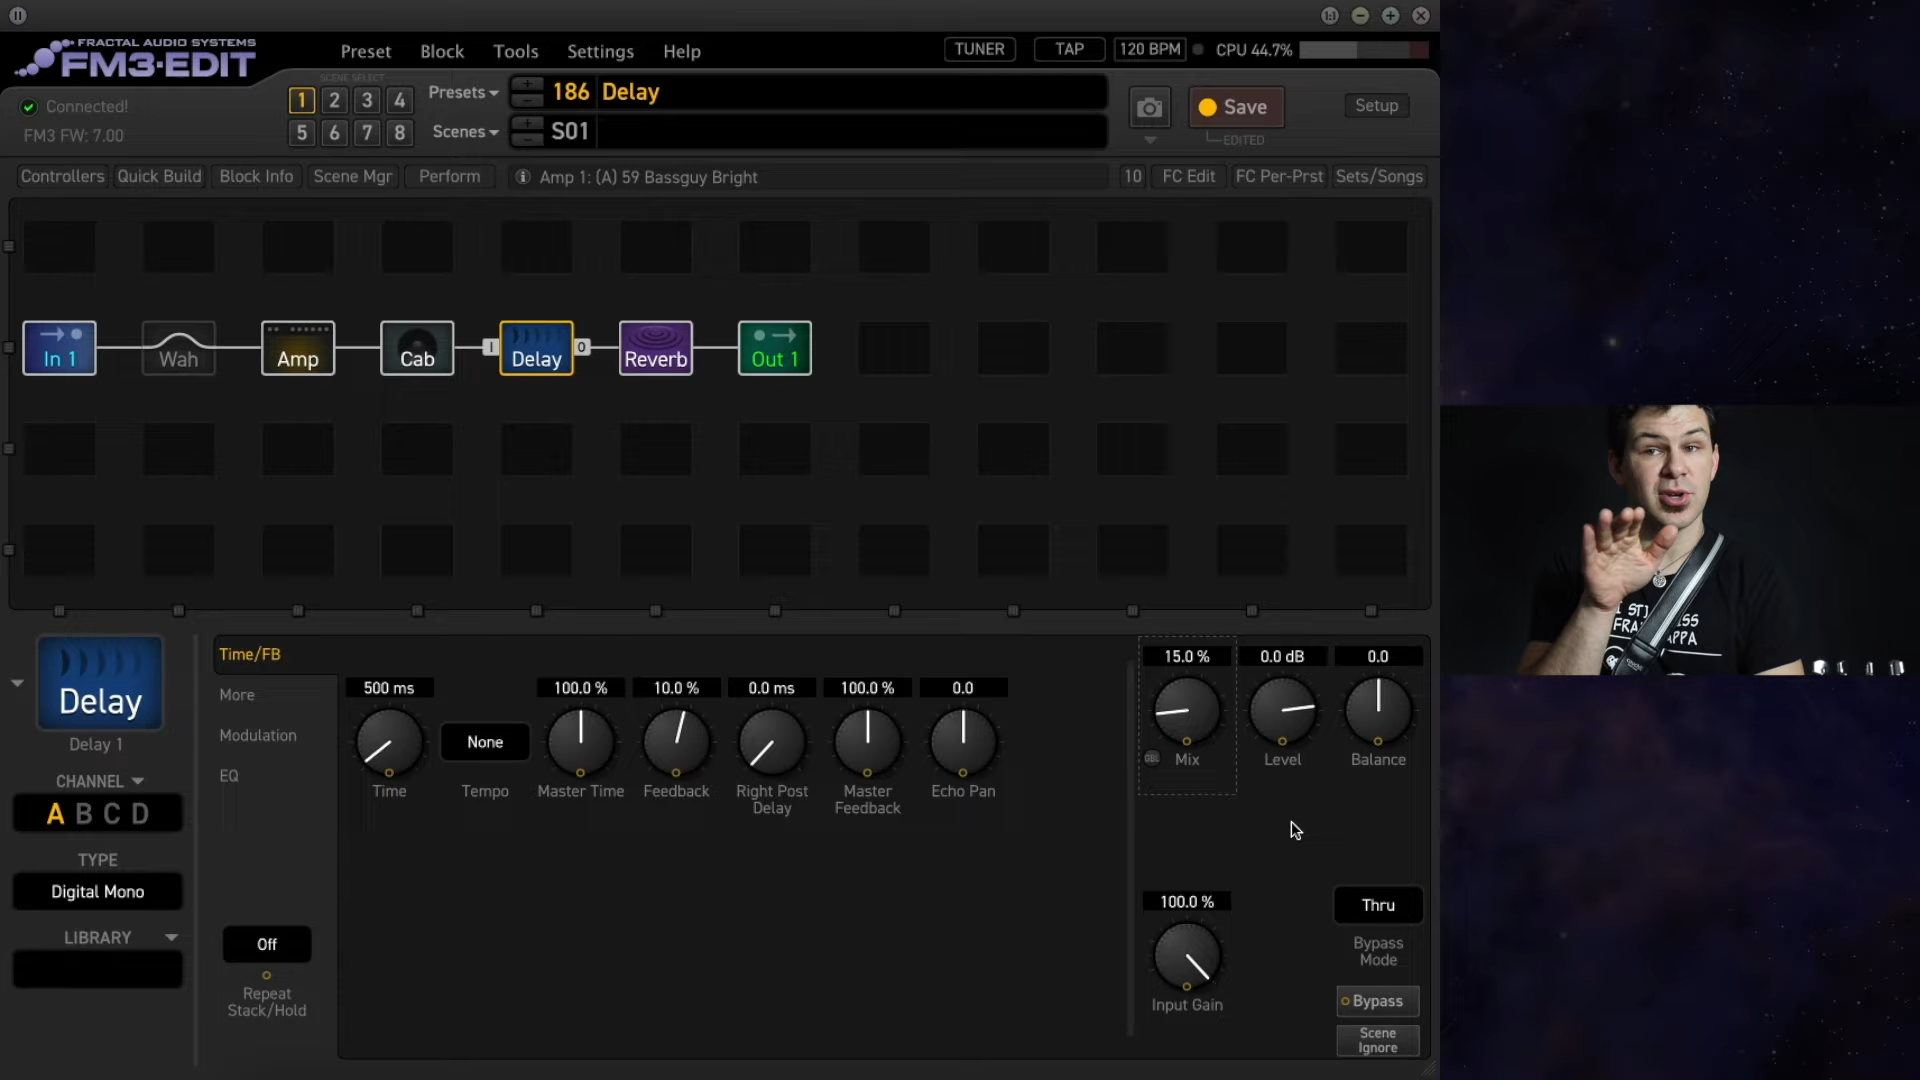 FRACTAL AUDIO SYSTEMS
FM3-EDIT
Preset Block Tools Settings Help
TUNER TAP 120 BPM CPU 44.7%
SCENE SELECT
1 2 3 4
5 6 7 8
Connected!
FM3 FW: 7.00
Presets 186 Delay
Scenes S01
Save
EDITED
Setup
Controllers Quick Build Block Info Scene Mgr Perform Amp 1: (A) 59 Bassguy Bright 10 FC Edit FC Per-Prst Sets/Songs
In 1 Wah Amp Cab I Delay O Reverb Out 1
Delay
Delay 1
CHANNEL
A B C D
TYPE
Digital Mono
LIBRARY
Time/FB
More
Modulation
EQ
Off
Repeat
Stack/Hold
500 ms 100.0 % 10.0 % 0.0 ms 100.0 % 0.0
None
Time Tempo Master Time Feedback Right Post
Delay Master
Feedback Echo Pan
15.0 % 0.0 dB 0.0
GBL Mix Level Balance
100.0 %
Input Gain
Thru
Bypass
Mode
Bypass
Scene
Ignore